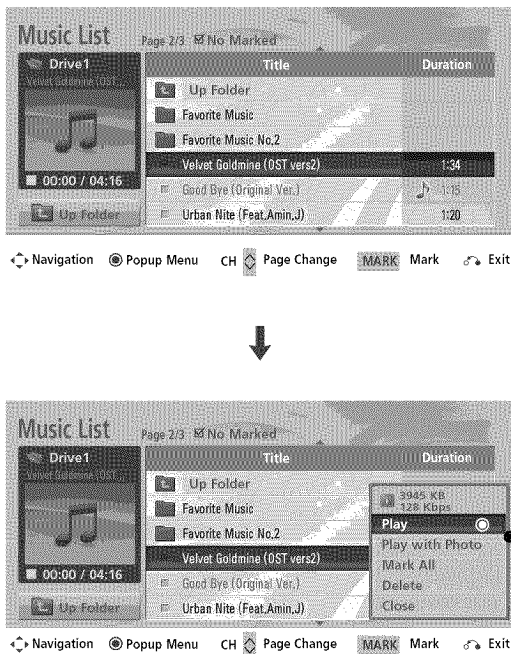 Music List
Page 2/3 No Marked
Drive1
Velvet Goldmine (OST...
00:00 / 04:16
Up Folder
Title Duration
Up Folder
Favorite Music
Favorite Music No.2
Velvet Goldmine (OST vers2) 1:34
Good Bye (Original Ver.) 1:15
Urban Nite (Feat.Amin.J) 1:20
Navigation Popup Menu CH Page Change MARK Mark Exit
Music List
Page 2/3 No Marked
Drive1
Velvet Goldmine (OST...
00:00 / 04:16
Up Folder
Title Duration
Up Folder
Favorite Music
Favorite Music No.2
Velvet Goldmine (OST vers2)
Good Bye (Original Ver.)
Urban Nite (Feat.Amin.J)
3945 KB
128 Kbps
Play
Play with Photo
Mark All
Delete
Close
Navigation Popup Menu CH Page Change MARK Mark Exit